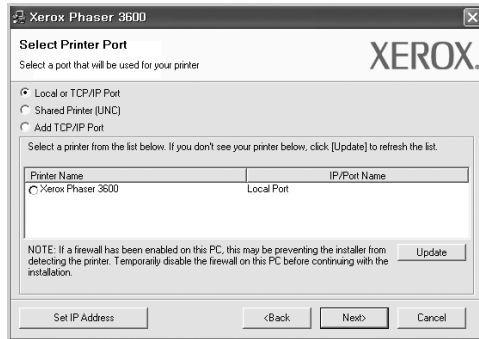 Xerox Phaser 3600
Select Printer Port
Select a port that will be used for your printer
XEROX.
Local or TCP/IP Port
Shared Printer (UNC)
Add TCP/IP Port
Select a printer from the list below. If you don't see your printer below, click [Update] to refresh the list.
Printer Name IP/Port Name
Xerox Phaser 3600 Local Port
NOTE: If a firewall has been enabled on this PC, this may be preventing the installer from
detecting the printer. Temporarily disable the firewall on this PC before continuing with the
installation.
Update
Set IP Address <Back Next> Cancel